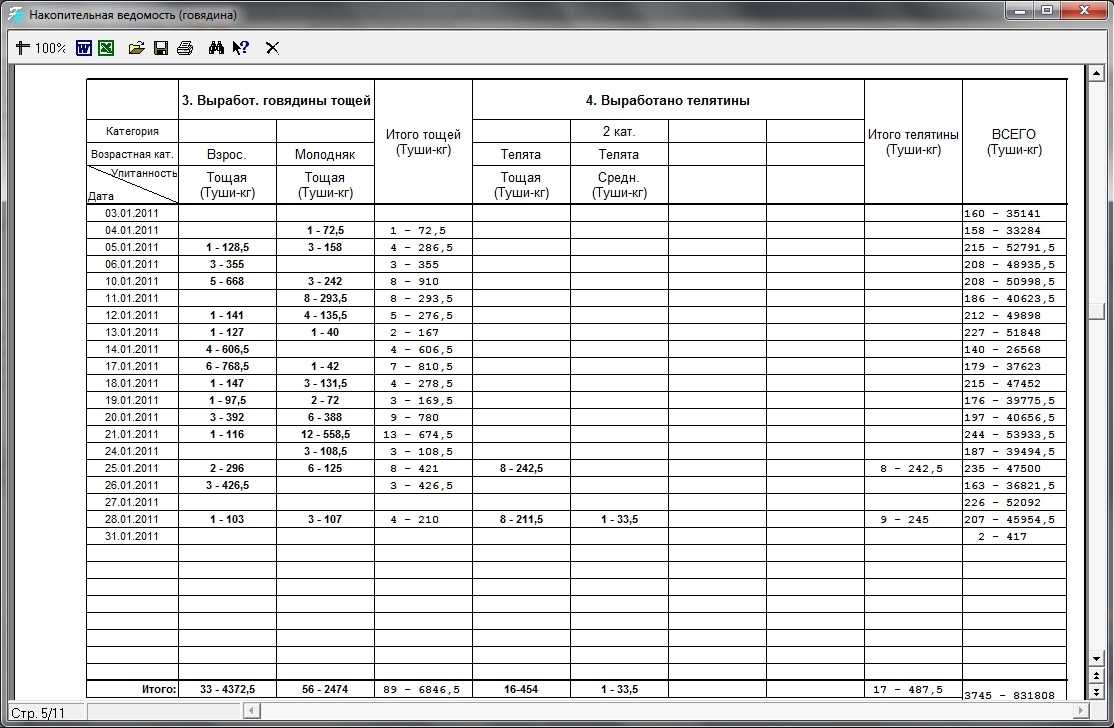 Накопительная ведомость (говядина)
100%
3. Выработ. говядины тощей Итого тощей (Туши-кг) 4. Выработано телятины Итого телятины (Туши-кг) ВСЕГО (Туши-кг)
Категория 2 кат.
Возрастная кат. Взрос. Молодняк Телята Телята
Упитанность Дата Тощая (Туши-кг) Тощая (Туши-кг) Тощая (Туши-кг) Средн. (Туши-кг)
03.01.2011 160 - 35141
04.01.2011 1 - 72,5 1 - 72,5 158 - 33284
05.01.2011 1 - 128,5 3 - 158 4 - 286,5 215 - 52791,5
06.01.2011 3 - 355 3 - 355 208 - 48935,5
10.01.2011 5 - 668 3 - 242 8 - 910 208 - 50998,5
11.01.2011 8 - 293,5 8 - 293,5 186 - 40623,5
12.01.2011 1 - 141 4 - 135,5 5 - 276,5 212 - 49898
13.01.2011 1 - 127 1 - 40 2 - 167 227 - 51848
14.01.2011 4 - 606,5 4 - 606,5 140 - 26568
17.01.2011 6 - 768,5 1 - 42 7 - 810,5 179 - 37623
18.01.2011 1 - 147 3 - 131,5 4 - 278,5 215 - 47452
19.01.2011 1 - 97,5 2 - 72 3 - 169,5 176 - 39775,5
20.01.2011 3 - 392 6 - 388 9 - 780 197 - 40656,5
21.01.2011 1 - 116 12 - 558,5 13 - 674,5 244 - 53933,5
24.01.2011 3 - 108,5 3 - 108,5 187 - 39494,5
25.01.2011 2 - 296 6 - 125 8 - 421 8 - 242,5 8 - 242,5 235 - 47500
26.01.2011 3 - 426,5 3 - 426,5 163 - 36821,5
27.01.2011 226 - 52092
28.01.2011 1 - 103 3 - 107 4 - 210 8 - 211,5 1 - 33,5 9 - 245 207 - 45954,5
31.01.2011 2 - 417
Итого: 33 - 4372,5 56 - 2474 89 - 6846,5 16-454 1 - 33,5 17 - 487,5 3745 - 831808
Стр. 5/11